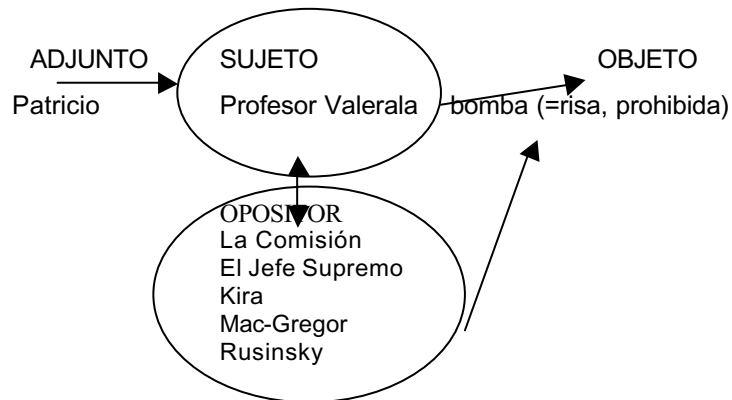 ADJUNTO SUJETO OBJETO
Patricio Profesor Valerala bomba (=risa, prohibida)
OPOSITOR
La Comisión
El Jefe Supremo
Kira
Mac-Gregor
Rusinsky